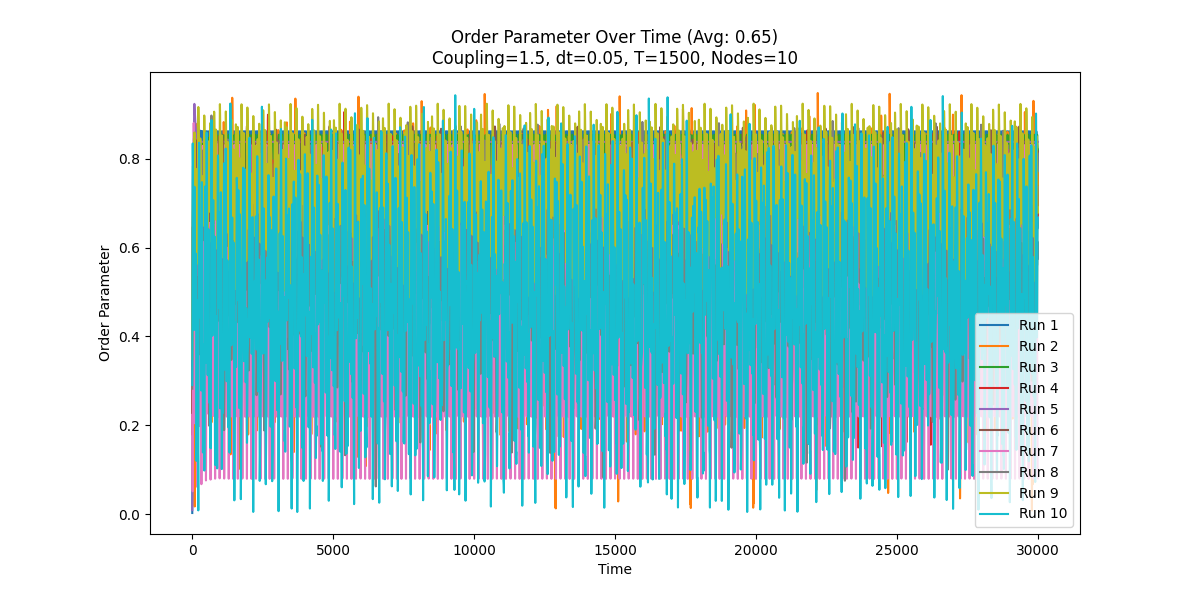 Order Parameter Over Time (Avg: 0.65)
Coupling=1.5, dt=0.05, T=1500, Nodes=10
Order Parameter
0.8
0.6
0.4
0.2
0.0
Run 1
Run 2
Run 3
Run 4
Run 5
Run 6
Run 7
Run 8
Run 9
Run 10
0
5000
10000
15000
20000
25000
30000
Time